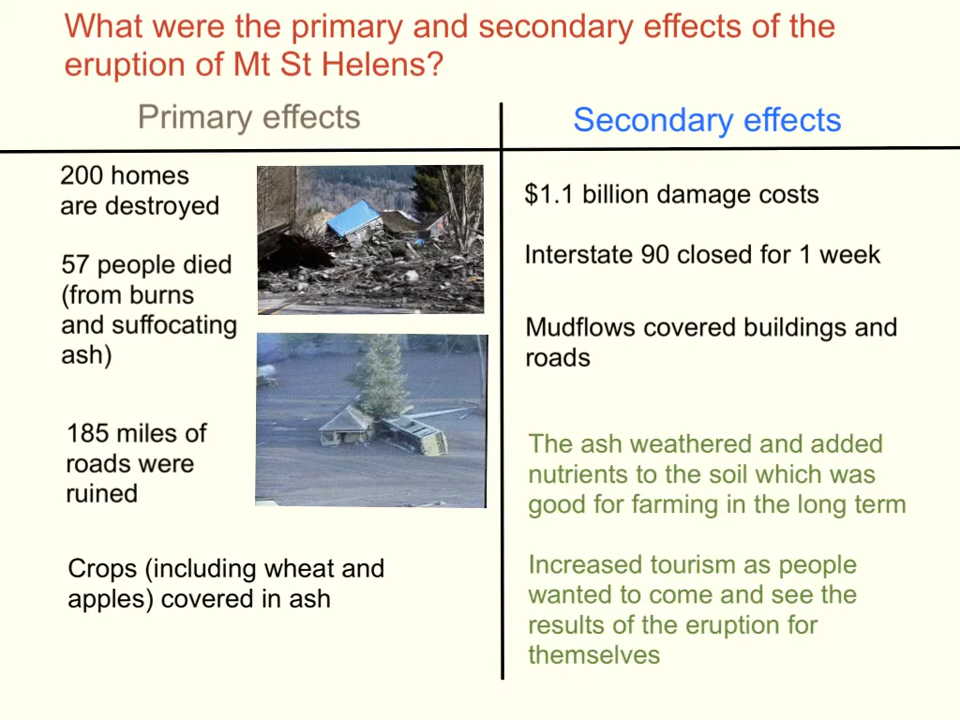 What were the primary and secondary effects of the
eruption of Mt St Helens?
Primary effects
200 homes
are destroyed
57 people died
(from burns
and suffocating
ash)
185 miles of
roads were
ruined
Crops (including wheat and
apples) covered in ash
Secondary effects
$1.1 billion damage costs
Interstate 90 closed for 1 week
Mudflows covered buildings and
roads
The ash weathered and added
nutrients to the soil which was
good for farming in the long term
Increased tourism as people
wanted to come and see the
results of the eruption for
themselves